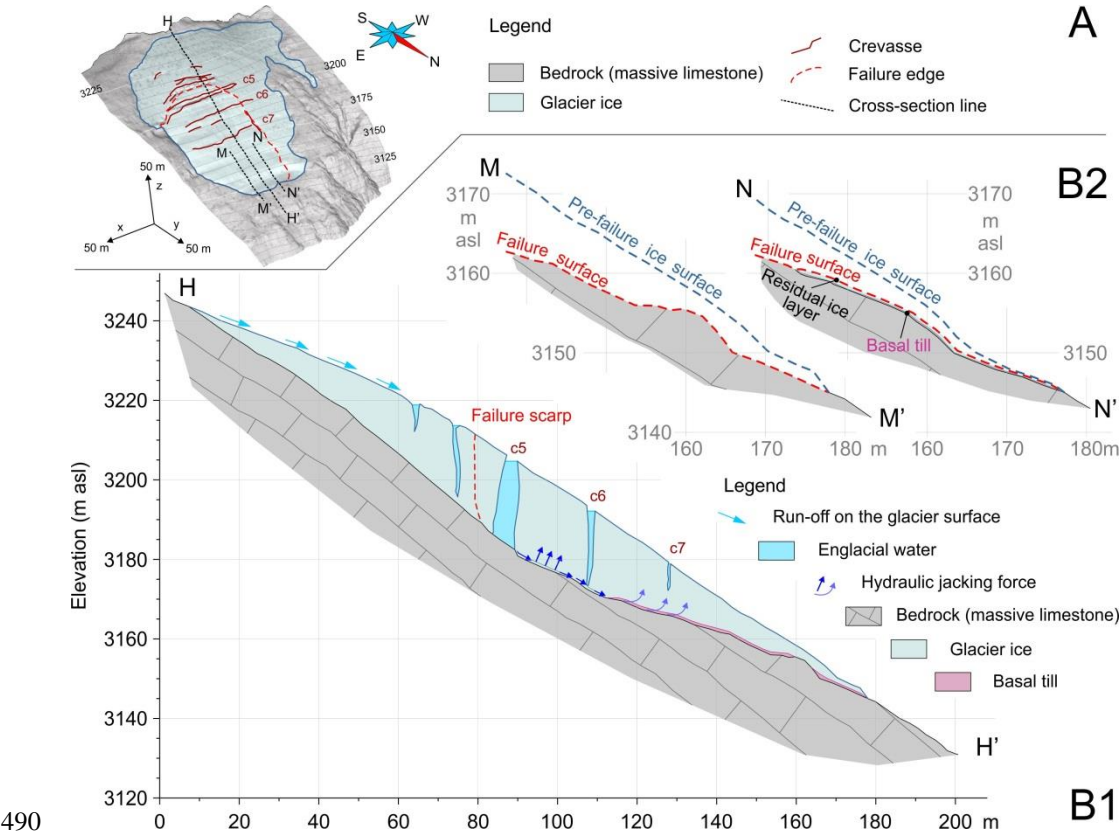 A
H
S
W
E
N
3225
3200
3175
3150
3125
c5
c6
c7
M
N
M'
H'
N'
50 m
z
x
50 m
y
50 m
Legend
Bedrock (massive limestone)
Glacier ice
Crevasse
Failure edge
Cross-section line
B2
M
3170
m
asl
3160
3150
3140
Pre-failure ice surface
Failure surface
160
170
180 m
M'
N
3170
m
asl
3160
3150
Pre-failure ice surface
Failure surface
Residual ice
layer
Basal till
160
170
180m
N'
H
3240
3220
3200
3180
3160
3140
3120
Elevation (m asl)
Failure scarp
c5
c6
c7
Legend
Run-off on the glacier surface
Englacial water
Hydraulic jacking force
Bedrock (massive limestone)
Glacier ice
Basal till
H'
0 20 40 60 80 100 120 140 160 180 200 m
B1
490